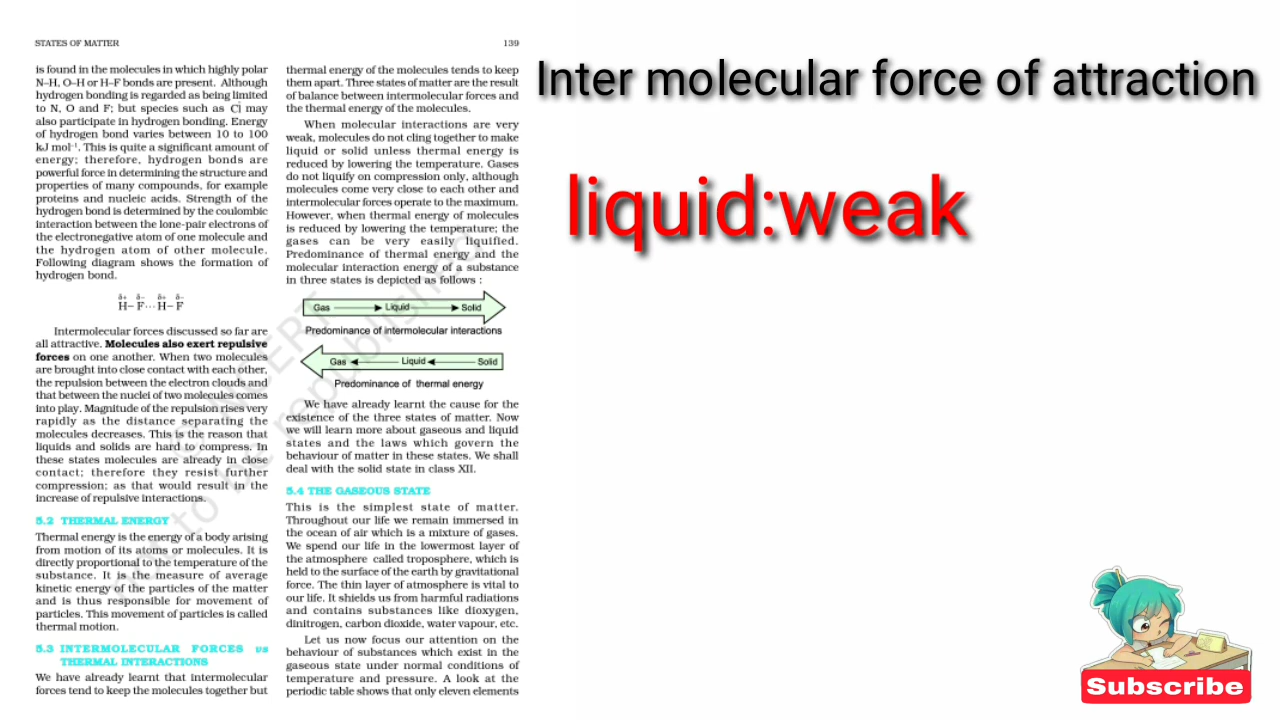 STATES OF MATTER
139
is found in the molecules in which highly polar
N–H, O–H or H–F bonds are present. Although
hydrogen bonding is regarded as being limited
to N, O and F; but species such as Cl may
also participate in hydrogen bonding. Energy
of hydrogen bond varies between 10 to 100
kJ mol–1. This is quite a significant amount of
energy; therefore, hydrogen bonds are
powerful force in determining the structure and
properties of many compounds, for example
proteins and nucleic acids. Strength of the
hydrogen bond is determined by the coulombic
interaction between the lone-pair electrons of
the electronegative atom of one molecule and
the hydrogen atom of other molecule.
Following diagram shows the formation of
hydrogen bond.
δ+ δ– δ+ δ–
H– F ··· H – F
Intermolecular forces discussed so far are
all attractive. Molecules also exert repulsive
forces on one another. When two molecules
are brought into close contact with each other,
the repulsion between the electron clouds and
that between the nuclei of two molecules comes
into play. Magnitude of the repulsion rises very
rapidly as the distance separating the
molecules decreases. This is the reason that
liquids and solids are hard to compress. In
these states molecules are already in close
contact; therefore they resist further
compression; as that would result in the
increase of repulsive interactions.
5.2 THERMAL ENERGY
Thermal energy is the energy of a body arising
from motion of its atoms or molecules. It is
directly proportional to the temperature of the
substance. It is the measure of average
kinetic energy of the particles of the matter
and is thus responsible for movement of
particles. This movement of particles is called
thermal motion.
5.3 INTERMOLECULAR FORCES vs
THERMAL INTERACTIONS
We have already learnt that intermolecular
forces tend to keep the molecules together but
thermal energy of the molecules tends to keep
them apart. Three states of matter are the result
of balance between intermolecular forces and
the thermal energy of the molecules.
When molecular interactions are very
weak, molecules do not cling together to make
liquid or solid unless thermal energy is
reduced by lowering the temperature. Gases
do not liquify on compression only, although
molecules come very close to each other and
intermolecular forces operate to the maximum.
However, when thermal energy of molecules
is reduced by lowering the temperature; the
gases can be very easily liquified.
Predominance of thermal energy and the
molecular interaction energy of a substance
in three states is depicted as follows :
Gas Liquid Solid
Predominance of intermolecular interactions
Gas Liquid Solid
Predominance of thermal energy
We have already learnt the cause for the
existence of the three states of matter. Now
we will learn more about gaseous and liquid
states and the laws which govern the
behaviour of matter in these states. We shall
deal with the solid state in class XII.
5.4 THE GASEOUS STATE
This is the simplest state of matter.
Throughout our life we remain immersed in
the ocean of air which is a mixture of gases.
We spend our life in the lowermost layer of
the atmosphere called troposphere, which is
held to the surface of the earth by gravitational
force. The thin layer of atmosphere is vital to
our life. It shields us from harmful radiations
and contains substances like dioxygen,
dinitrogen, carbon dioxide, water vapour, etc.
Let us now focus our attention on the
behaviour of substances which exist in the
gaseous state under normal conditions of
temperature and pressure. A look at the
periodic table shows that only eleven elements
Inter molecular force of attraction
liquid:weak
Subscribe